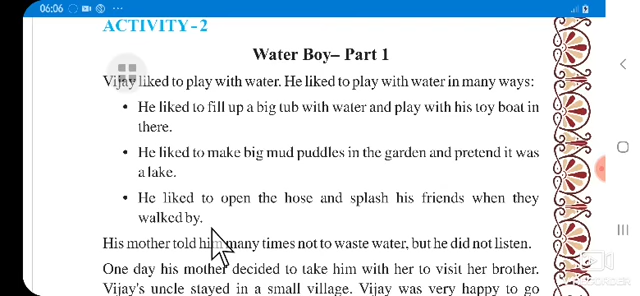 06:06
ACTIVITY-2
Water Boy– Part 1
Vijay liked to play with water. He liked to play with water in many ways:
• He liked to fill up a big tub with water and play with his toy boat in
there.
• He liked to make big mud puddles in the garden and pretend it was
a lake.
• He liked to open the hose and splash his friends when they
walked by.
His mother told him many times not to waste water, but he did not listen.
One day his mother decided to take him with her to visit her brother.
Vijay's uncle stayed in a small village. Vijay was very happy to go
RECORDER